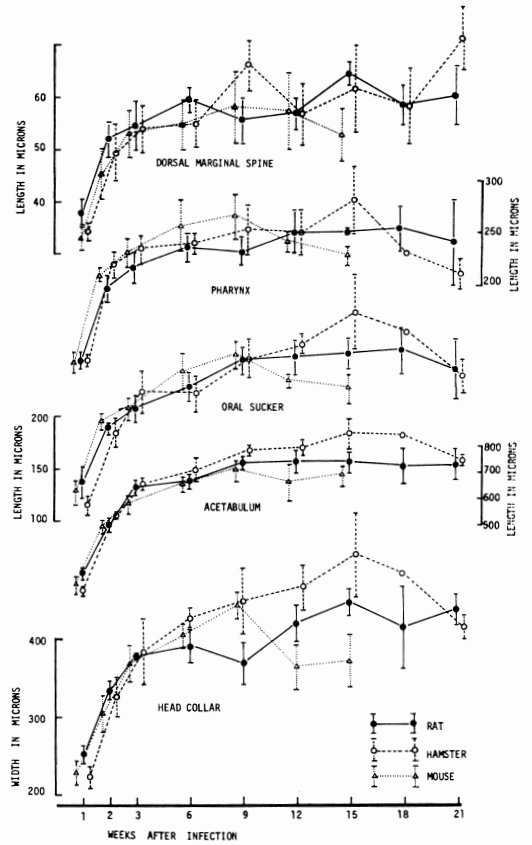 70
60
50
40
LENGTH IN MICRONS
DORSAL MARGINAL SPINE
300
250
200
LENGTH IN MICRONS
PHARYNX
ORAL SUCKER
200
150
100
LENGTH IN MICRONS
800
700
600
500
LENGTH IN MICRONS
ACETABULUM
400
300
200
WIDTH IN MICRONS
HEAD COLLAR
RAT
HAMSTER
MOUSE
1 2 3 6 9 12 15 18 21
WEEKS AFTER INFECTION